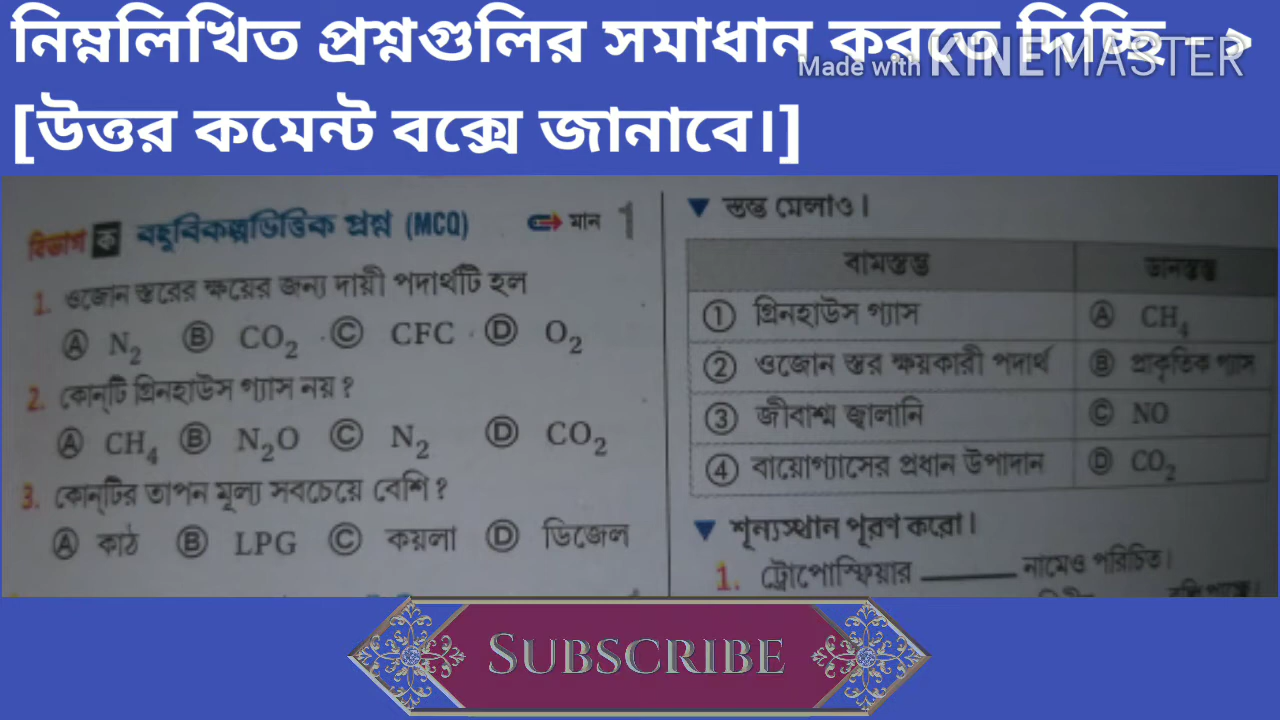 নিম্নলিখিত প্রশ্নগুলির সমাধান করতে দিচ্ছি->
Made with KINEMASTER
[উত্তর কমেন্ট বক্সে জানাবে।]
বিভাগ ক বহুবিকল্পভিত্তিক প্রশ্ন (MCQ) মান 1
1. ওজোন স্তরের ক্ষয়ের জন্য দায়ী পদার্থটি হল
Ⓐ N₂ Ⓑ CO₂ Ⓒ CFC Ⓓ O₂
2. কোন্‌টি গ্রিনহাউস গ্যাস নয়?
Ⓐ CH₄ Ⓑ N₂O Ⓒ N₂ Ⓓ CO₂
3. কোন্‌টির তাপন মূল্য সবচেয়ে বেশি?
Ⓐ কাঠ Ⓑ LPG Ⓒ কয়লা Ⓓ ডিজেল
▼ স্তম্ভ মেলাও।
বামস্তম্ভ ডানস্তম্ভ
① গ্রিনহাউস গ্যাস Ⓐ CH₄
② ওজোন স্তর ক্ষয়কারী পদার্থ Ⓑ প্রাকৃতিক গ্যাস
③ জীবাশ্ম জ্বালানি Ⓒ NO
④ বায়োগ্যাসের প্রধান উপাদান Ⓓ CO₂
▼ শূন্যস্থান পূরণ করো।
1. ট্রোপোস্ফিয়ার ______ নামেও পরিচিত।
SUBSCRIBE